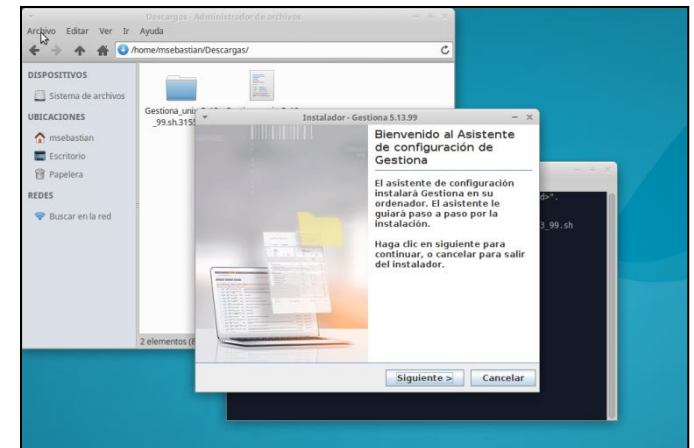 Descargas - Administrador de archivos
Archivo Editar Ver Ir Ayuda
/home/msebastian/Descargas/
DISPOSITIVOS
Sistema de archivos
UBICACIONES
msebastian
Escritorio
Papelera
REDES
Buscar en la red
_99.sh.3155
2 elementos
Instalador - Gestiona 5.13.99
Bienvenido al Asistente
de configuración de
Gestiona
El asistente de configuración
instalará Gestiona en su
ordenador. El asistente le
guiará paso a paso por la
instalación.
Haga clic en siguiente para
continuar, o cancelar para salir
del instalador.
Siguiente > Cancelar
d>".
3_99.sh